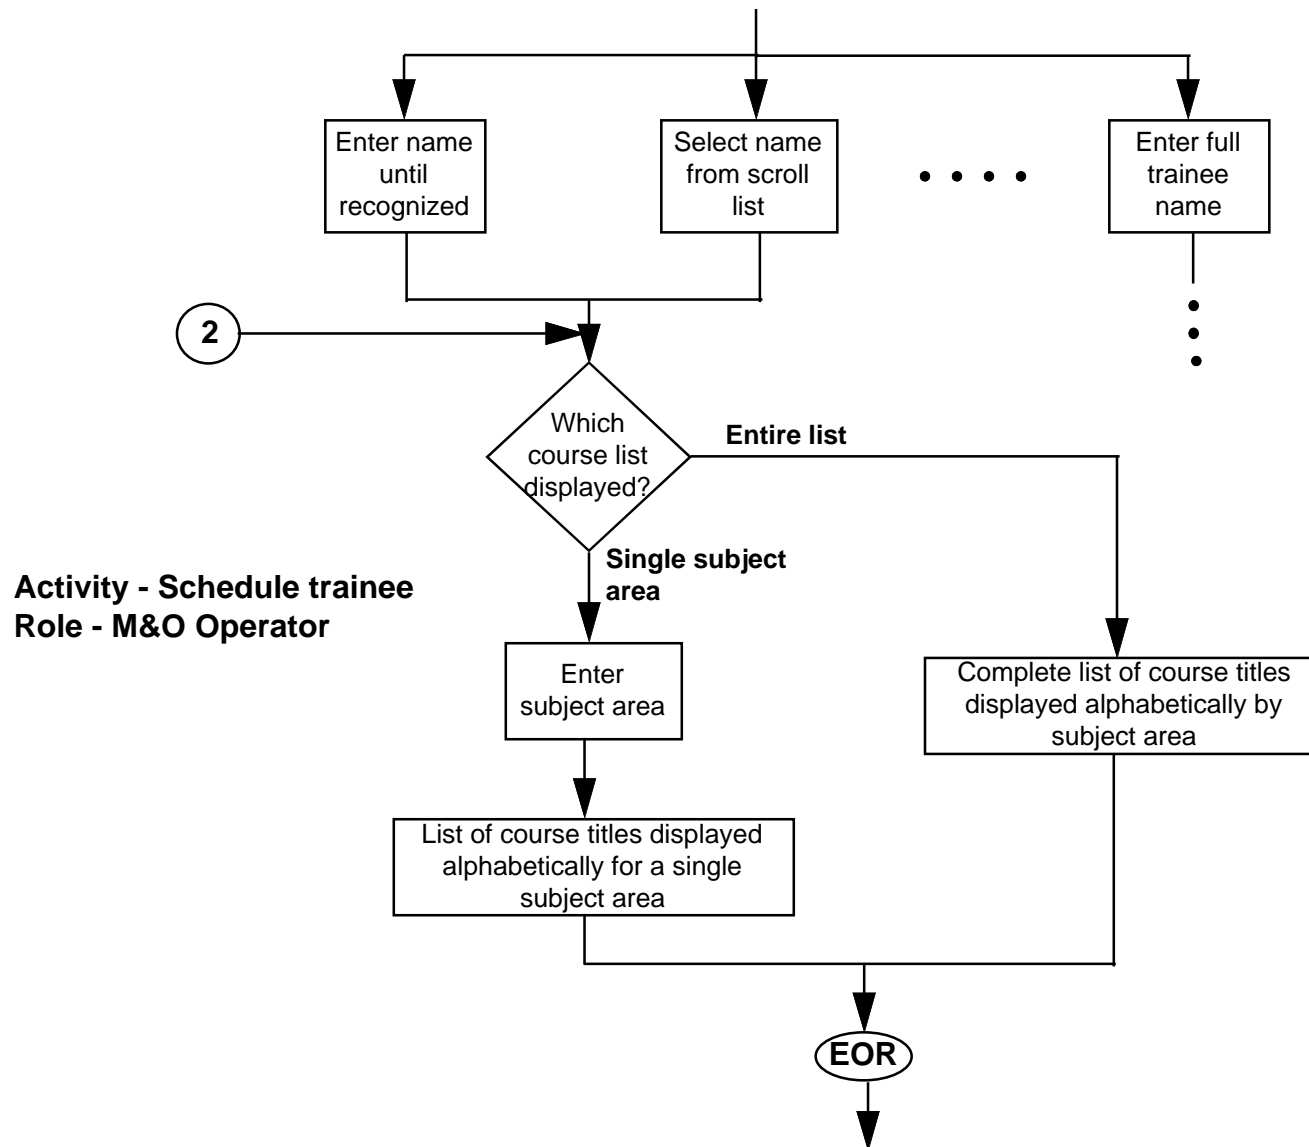 Enter name
until
recognized
Select name
from scroll
list
Enter full
trainee
name
2
Which
course list
displayed?
Entire list
Single subject
area
Activity - Schedule trainee
Role - M&O Operator
Enter
subject area
Complete list of course titles
displayed alphabetically by
subject area
List of course titles displayed
alphabetically for a single
subject area
EOR